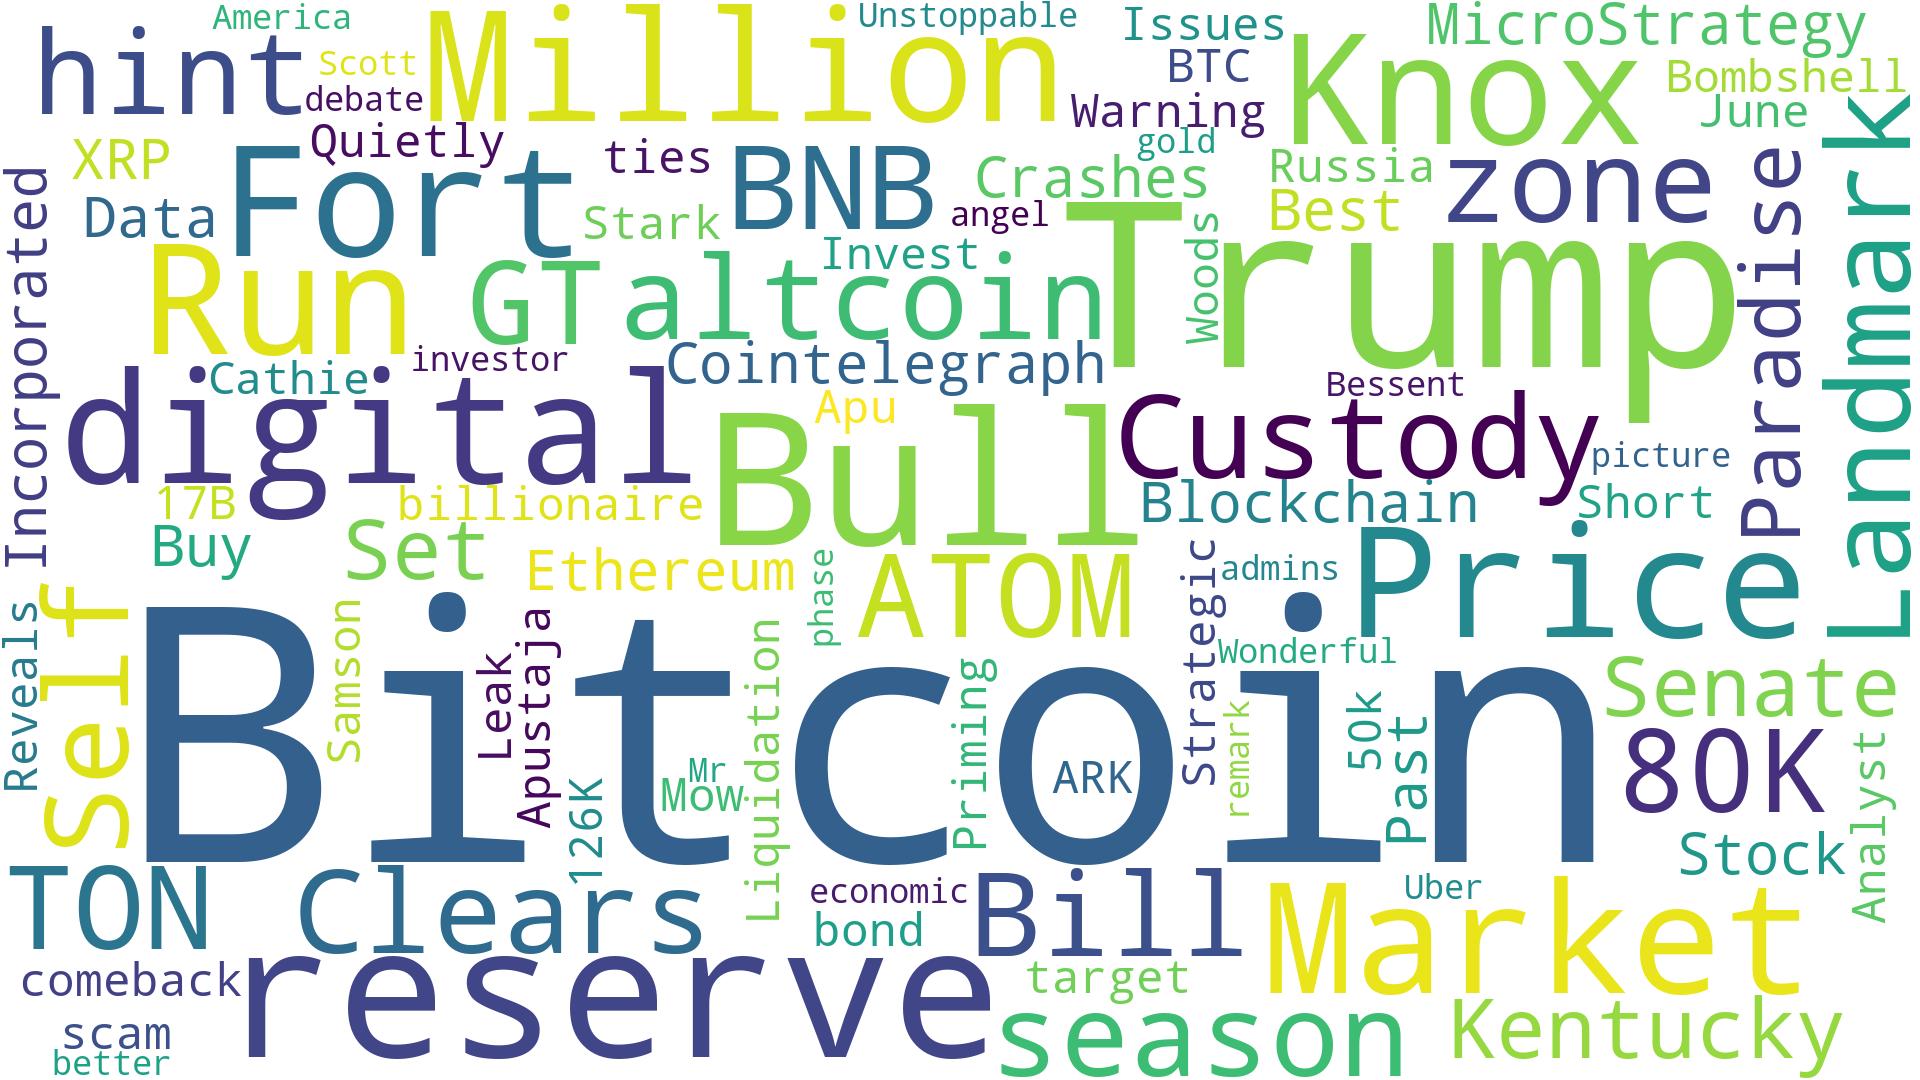 America
Unstoppable
Issues
MicroStrategy
hint
Scott
Million
BTC
Knox
Bombshell
debate
Warning
June
Quietly
gold
XRP
Fort
ties
BNB
Crashes
Russia
zone
Data
Stark
angel
Best
Paradise
Landmark
Incorporated
Run
GT
altcoin
Invest
Trump
Woods
Cathie
investor
Cointelegraph
Bessent
digital
Apu
Bull
Custody
picture
17B
billionaire
Blockchain
Short
Buy
Set
Ethereum
phase
ATOM
Strategic
admins
Price
Reveals
Self
Bitcoin
Samson
Leak
Apustaja
Liquidation
Priming
Wonderful
Senate
126K
Mr
Mow
ARK
remark
50k
Past
80K
Analyst
Stock
TON
Clears
economic
bond
Bill
Uber
Market
comeback
reserve
target
scam
season
Kentucky
better